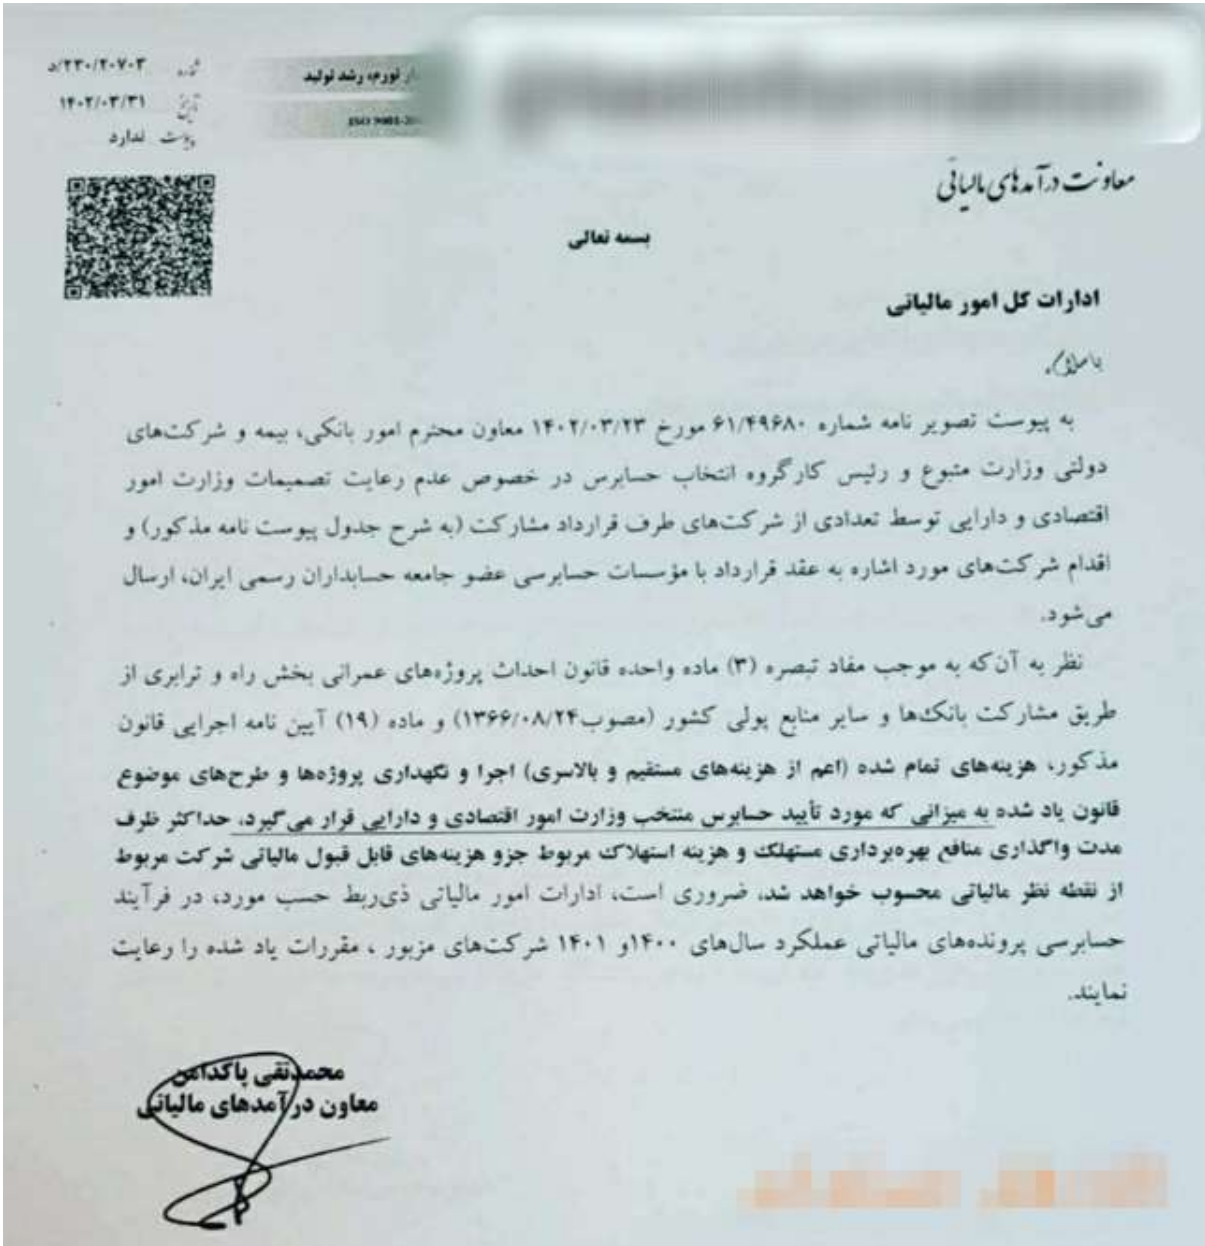 شماره ۲۳۰/۲۰۷۰۳/د
تاریخ ۱۴۰۲/۰۳/۳۱
پیوست ندارد
تورم، رشد تولید
ISO 9001-20
معاونت درآمدهای مالیاتی
بسمه تعالی
ادارات کل امور مالیاتی
باسلام؛
به پیوست تصویر نامه شماره ۶۱/۴۹۶۸۰ مورخ ۱۴۰۲/۰۳/۲۳ معاون محترم امور بانکی، بیمه و شرکت‌های
دولتی وزارت متبوع و رئیس کارگروه انتخاب حسابرس در خصوص عدم رعایت تصمیمات وزارت امور
اقتصادی و دارایی توسط تعدادی از شرکت‌های طرف قرارداد مشارکت (به شرح جدول پیوست نامه مذکور) و
اقدام شرکت‌های مورد اشاره به عقد قرارداد با مؤسسات حسابرسی عضو جامعه حسابداران رسمی ایران، ارسال
می‌شود.
نظر به آن‌که به موجب مفاد تبصره (۳) ماده واحده قانون احداث پروژه‌های عمرانی بخش راه و ترابری از
طریق مشارکت بانک‌ها و سایر منابع پولی کشور (مصوب۱۳۶۶/۰۸/۲۴) و ماده (۱۹) آیین نامه اجرایی قانون
مذکور، هزینه‌های تمام شده (اعم از هزینه‌های مستقیم و بالاسری) اجرا و نگهداری پروژه‌ها و طرح‌های موضوع
قانون یاد شده به میزانی که مورد تأیید حسابرس منتخب وزارت امور اقتصادی و دارایی قرار می‌گیرد، حداکثر ظرف
مدت واگذاری منافع بهره‌برداری مستهلک و هزینه استهلاک مربوط جزو هزینه‌های قابل قبول مالیاتی شرکت مربوط
از نقطه نظر مالیاتی محسوب خواهد شد، ضروری است، ادارات امور مالیاتی ذی‌ربط حسب مورد، در فرآیند
حسابرسی پرونده‌های مالیاتی عملکرد سال‌های ۱۴۰۰و ۱۴۰۱ شرکت‌های مزبور ، مقررات یاد شده را رعایت
نمایند.
محمدتقی پاکدامن
معاون درآمدهای مالیاتی